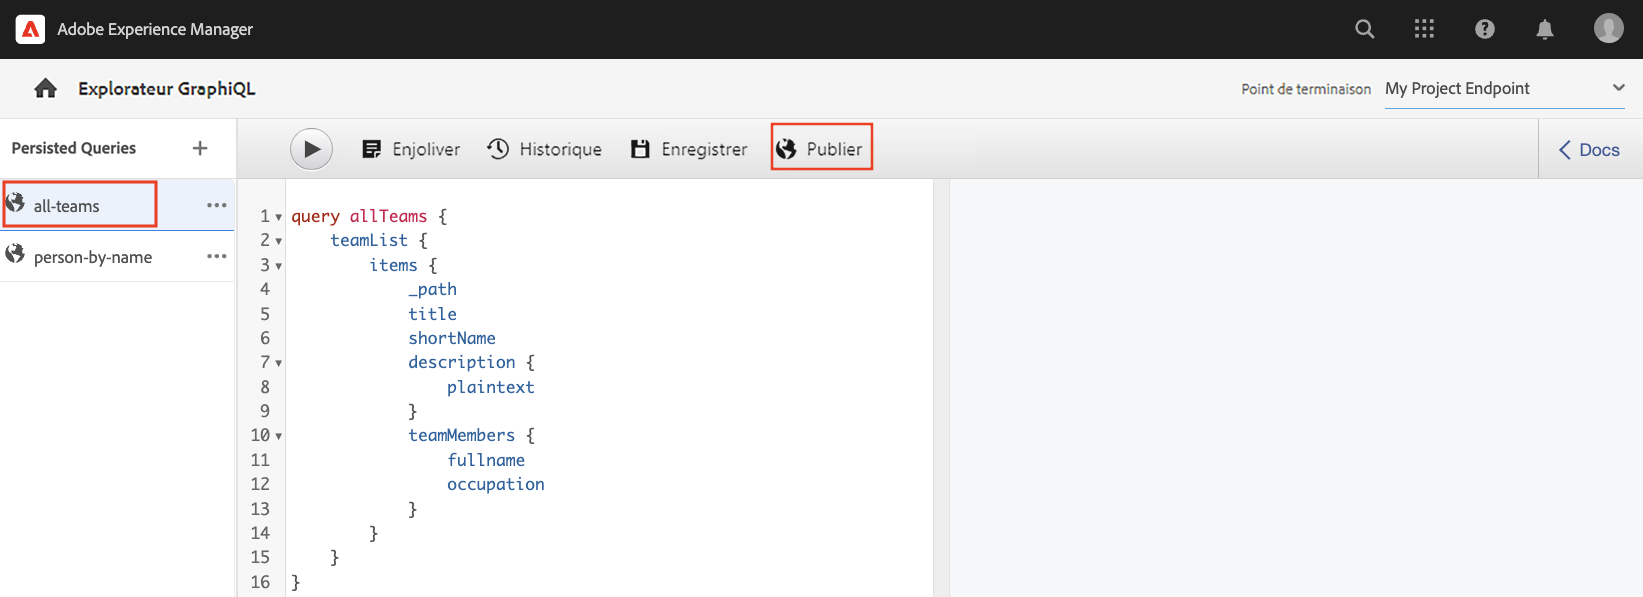 Adobe Experience Manager
Explorateur GraphiQL
Point de terminaison My Project Endpoint
Persisted Queries +
Enjoliver Historique Enregistrer Publier
Docs
all-teams
person-by-name
1 query allTeams {
2 teamList {
3 items {
4 _path
5 title
6 shortName
7 description {
8 plaintext
9 }
10 teamMembers {
11 fullname
12 occupation
13 }
14 }
15 }
16 }